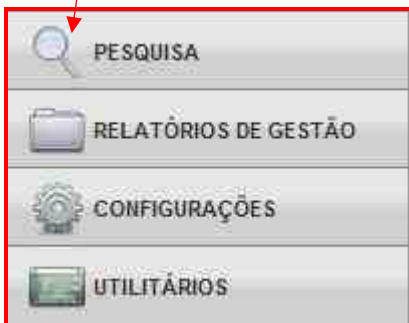 PESQUISA
RELATÓRIOS DE GESTÃO
CONFIGURAÇÕES
UTILITÁRIOS